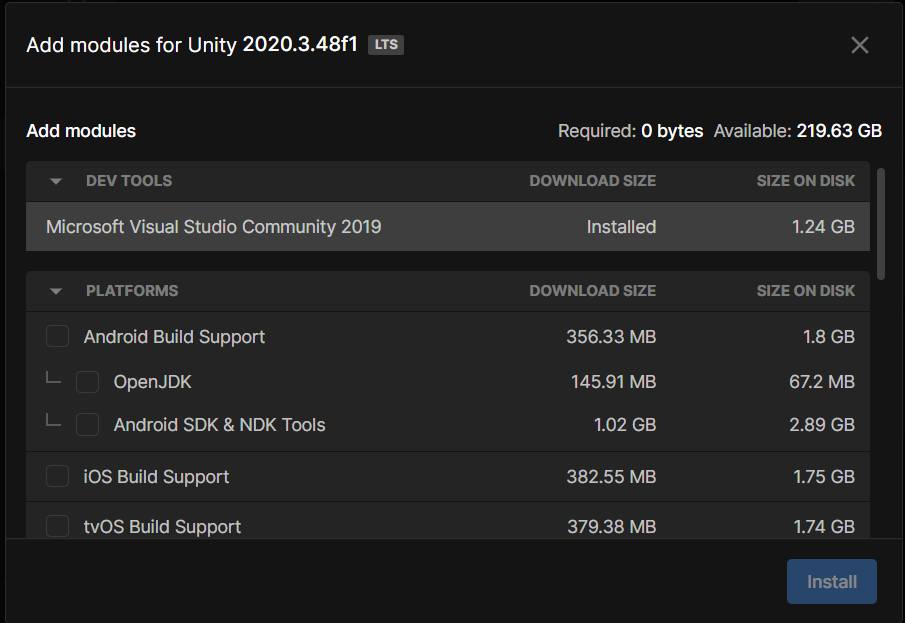 Add modules for Unity 2020.3.48f1 LTS
Add modules Required: 0 bytes Available: 219.63 GB
DEV TOOLS DOWNLOAD SIZE SIZE ON DISK
Microsoft Visual Studio Community 2019 Installed 1.24 GB
PLATFORMS DOWNLOAD SIZE SIZE ON DISK
Android Build Support 356.33 MB 1.8 GB
OpenJDK 145.91 MB 67.2 MB
Android SDK & NDK Tools 1.02 GB 2.89 GB
iOS Build Support 382.55 MB 1.75 GB
tvOS Build Support 379.38 MB 1.74 GB
Install